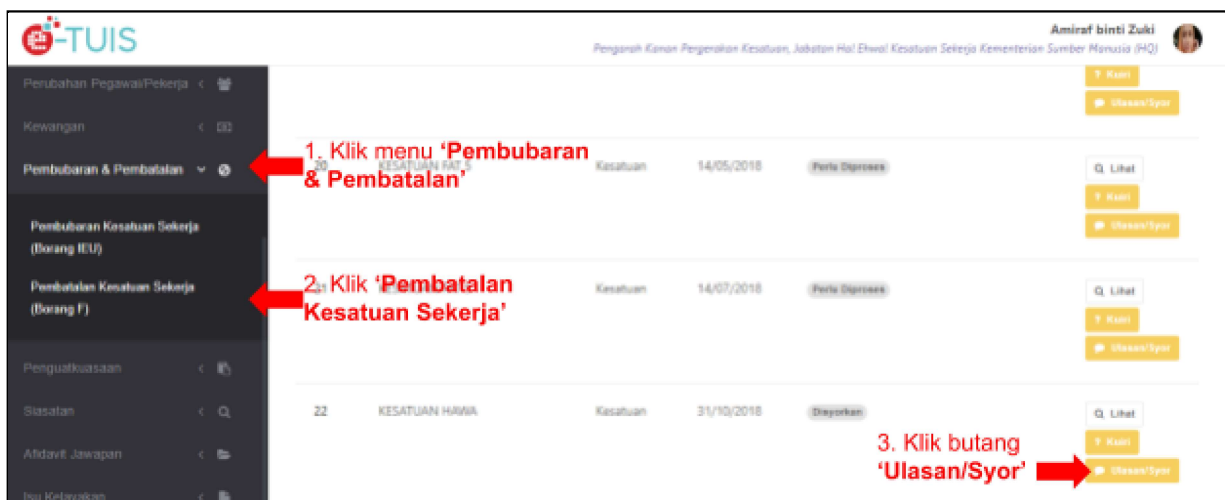 e-TUIS
Amiraf binti Zuki
Pengarah Kanan Pergerakan Kesatuan, Jabatan Hal Ehwal Kesatuan Sekerja Kementerian Sumber Manusia (HQ)
Perubahan Pegawai/Pekerja
? Kuiri
Ulasan/Syor
Kewangan
Pembubaran & Pembatalan
1. Klik menu ‘Pembubaran
& Pembatalan’
20 KESATUAN FAT 5 Kesatuan 14/05/2018 Perlu Diproses Lihat
? Kuiri
Ulasan/Syor
Pembubaran Kesatuan Sekerja
(Borang IEU)
Pembatalan Kesatuan Sekerja
(Borang F)
2. Klik ‘Pembatalan
Kesatuan Sekerja’
Kesatuan 14/07/2018 Perlu Diproses Lihat
? Kuiri
Ulasan/Syor
Penguatkuasaan
Siasatan
22 KESATUAN HAWA Kesatuan 31/10/2018 Disyorkan Lihat
? Kuiri
Ulasan/Syor
3. Klik butang
‘Ulasan/Syor’
Afidavit Jawapan
Isu Kelayakan